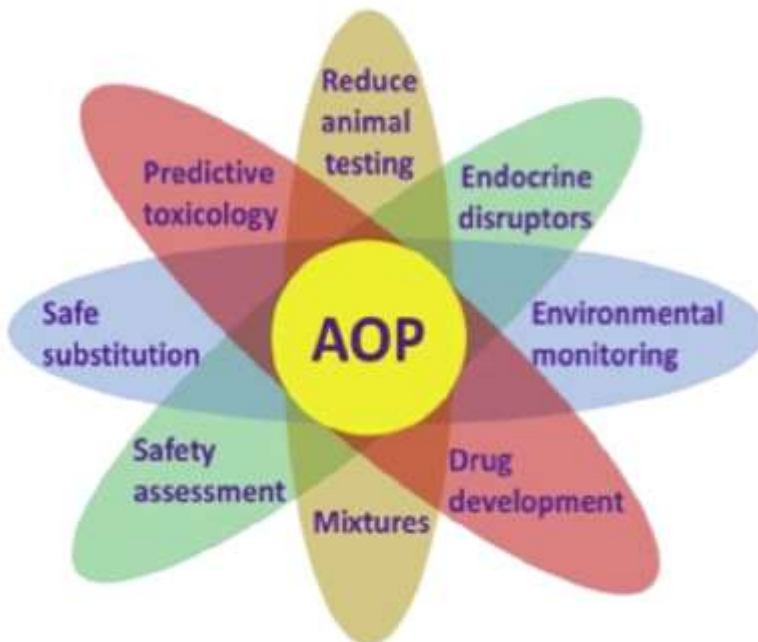 Reduce
animal
testing
Endocrine
disruptors
Environmental
monitoring
Drug
development
Mixtures
Safety
assessment
Safe
substitution
Predictive
toxicology
AOP